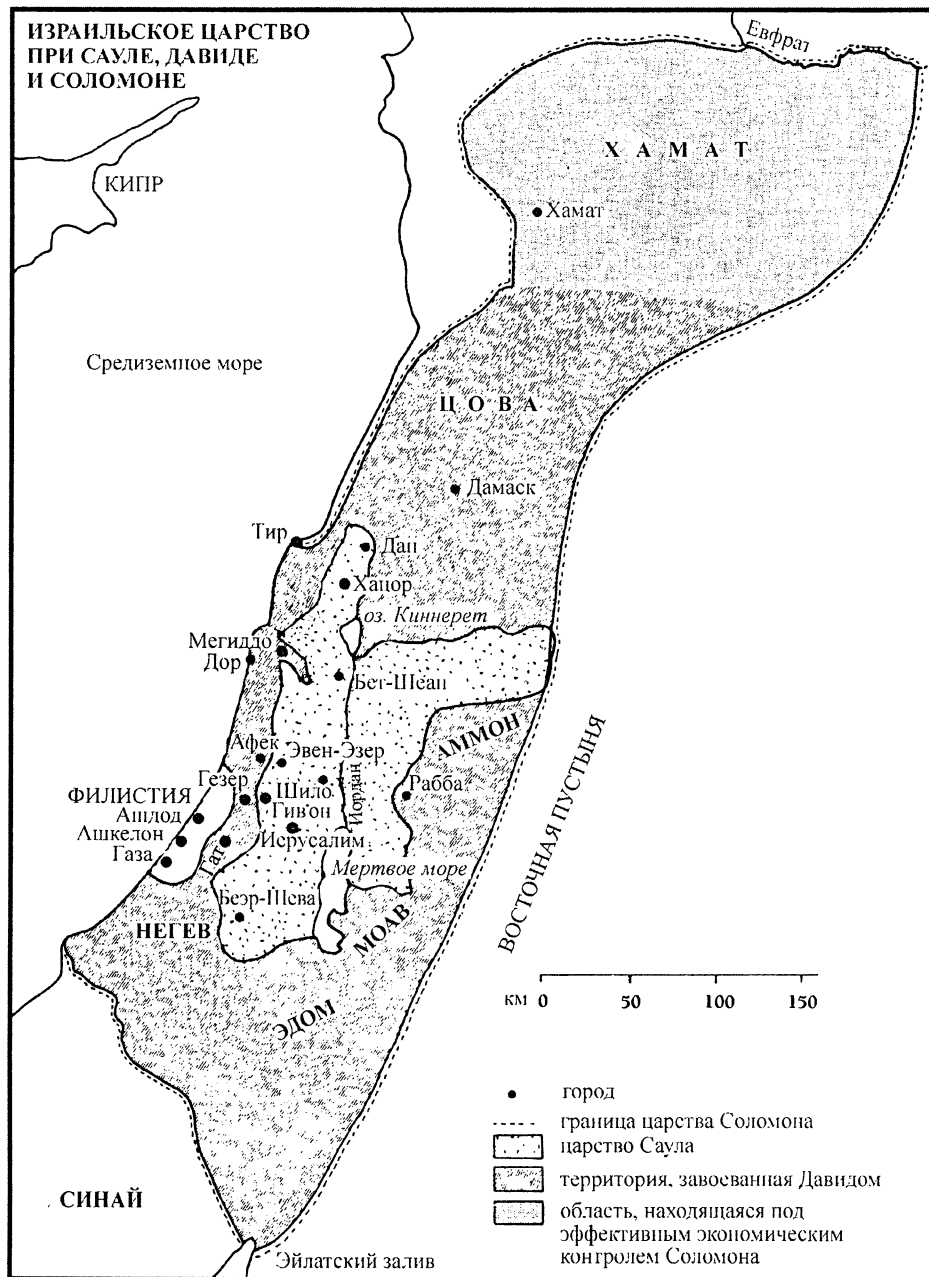 ИЗРАИЛЬСКОЕ ЦАРСТВО
ПРИ САУЛЕ, ДАВИДЕ
И СОЛОМОНЕ
Евфрат
КИПР
ХАМАТ
Хамат
Средиземное море
ЦОВА
Дамаск
Тир
Дан
Хацор
оз. Киннерет
Мегиддо
Дор
Бет-Шеан
АММОН
Афек
Эвен-Эзер
Гезер
Шило
Иордан
Рабба
ФИЛИСТИЯ
Гивон
Ашдод
Ашкелон
Иерусалим
Газа
Гат
Мертвое море
Беэр-Шева
НЕГЕВ
МОАВ
ВОСТОЧНАЯ ПУСТЫНЯ
ЭДОМ
км 0 50 100 150
город
граница царства Соломона
царство Саула
территория, завоеванная Давидом
область, находящаяся под
эффективным экономическим
контролем Соломона
СИНАЙ
Эйлатский залив